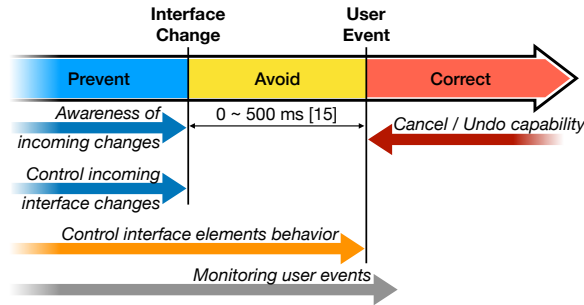 Interface
Change
User
Event
Prevent
Avoid
Correct
Awareness of
incoming changes
0 ~ 500 ms [15]
Cancel / Undo capability
Control incoming
interface changes
Control interface elements behavior
Monitoring user events